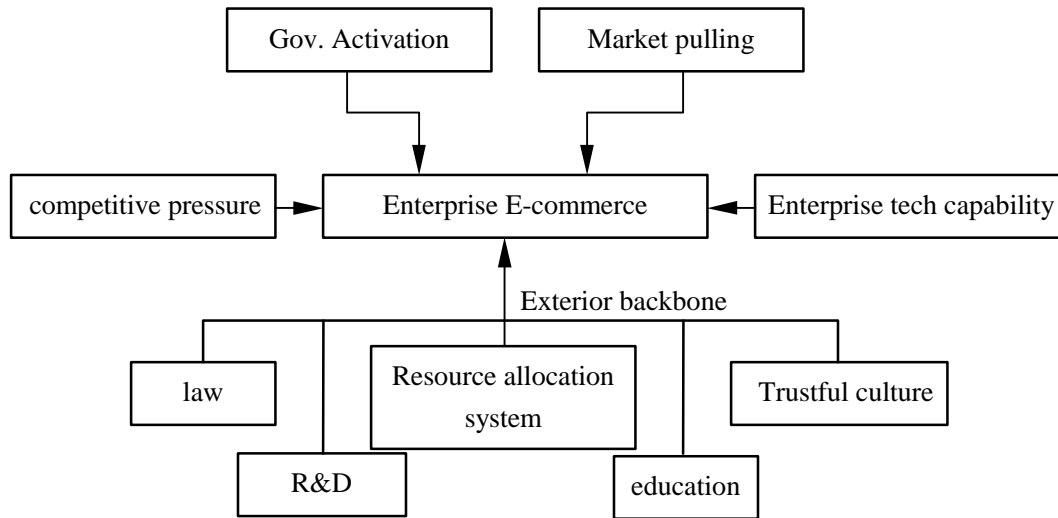 Gov. Activation
Market pulling
competitive pressure
Enterprise E-commerce
Enterprise tech capability
Exterior backbone
law
Resource allocation
system
Trustful culture
R&D
education